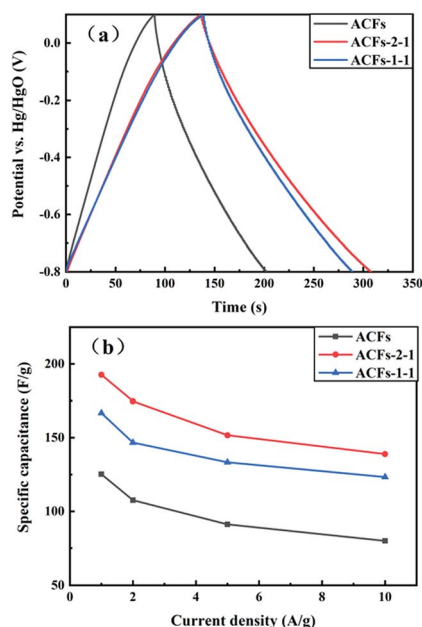 (a)
ACFs
ACFs-2-1
ACFs-1-1
Potential vs. Hg/HgO (V)
0.0
-0.2
-0.4
-0.6
-0.8
0 50 100 150 200 250 300 350
Time (s)
(b)
ACFs
ACFs-2-1
ACFs-1-1
Specific capacitance (F/g)
200
150
100
50
0 2 4 6 8 10
Current density (A/g)